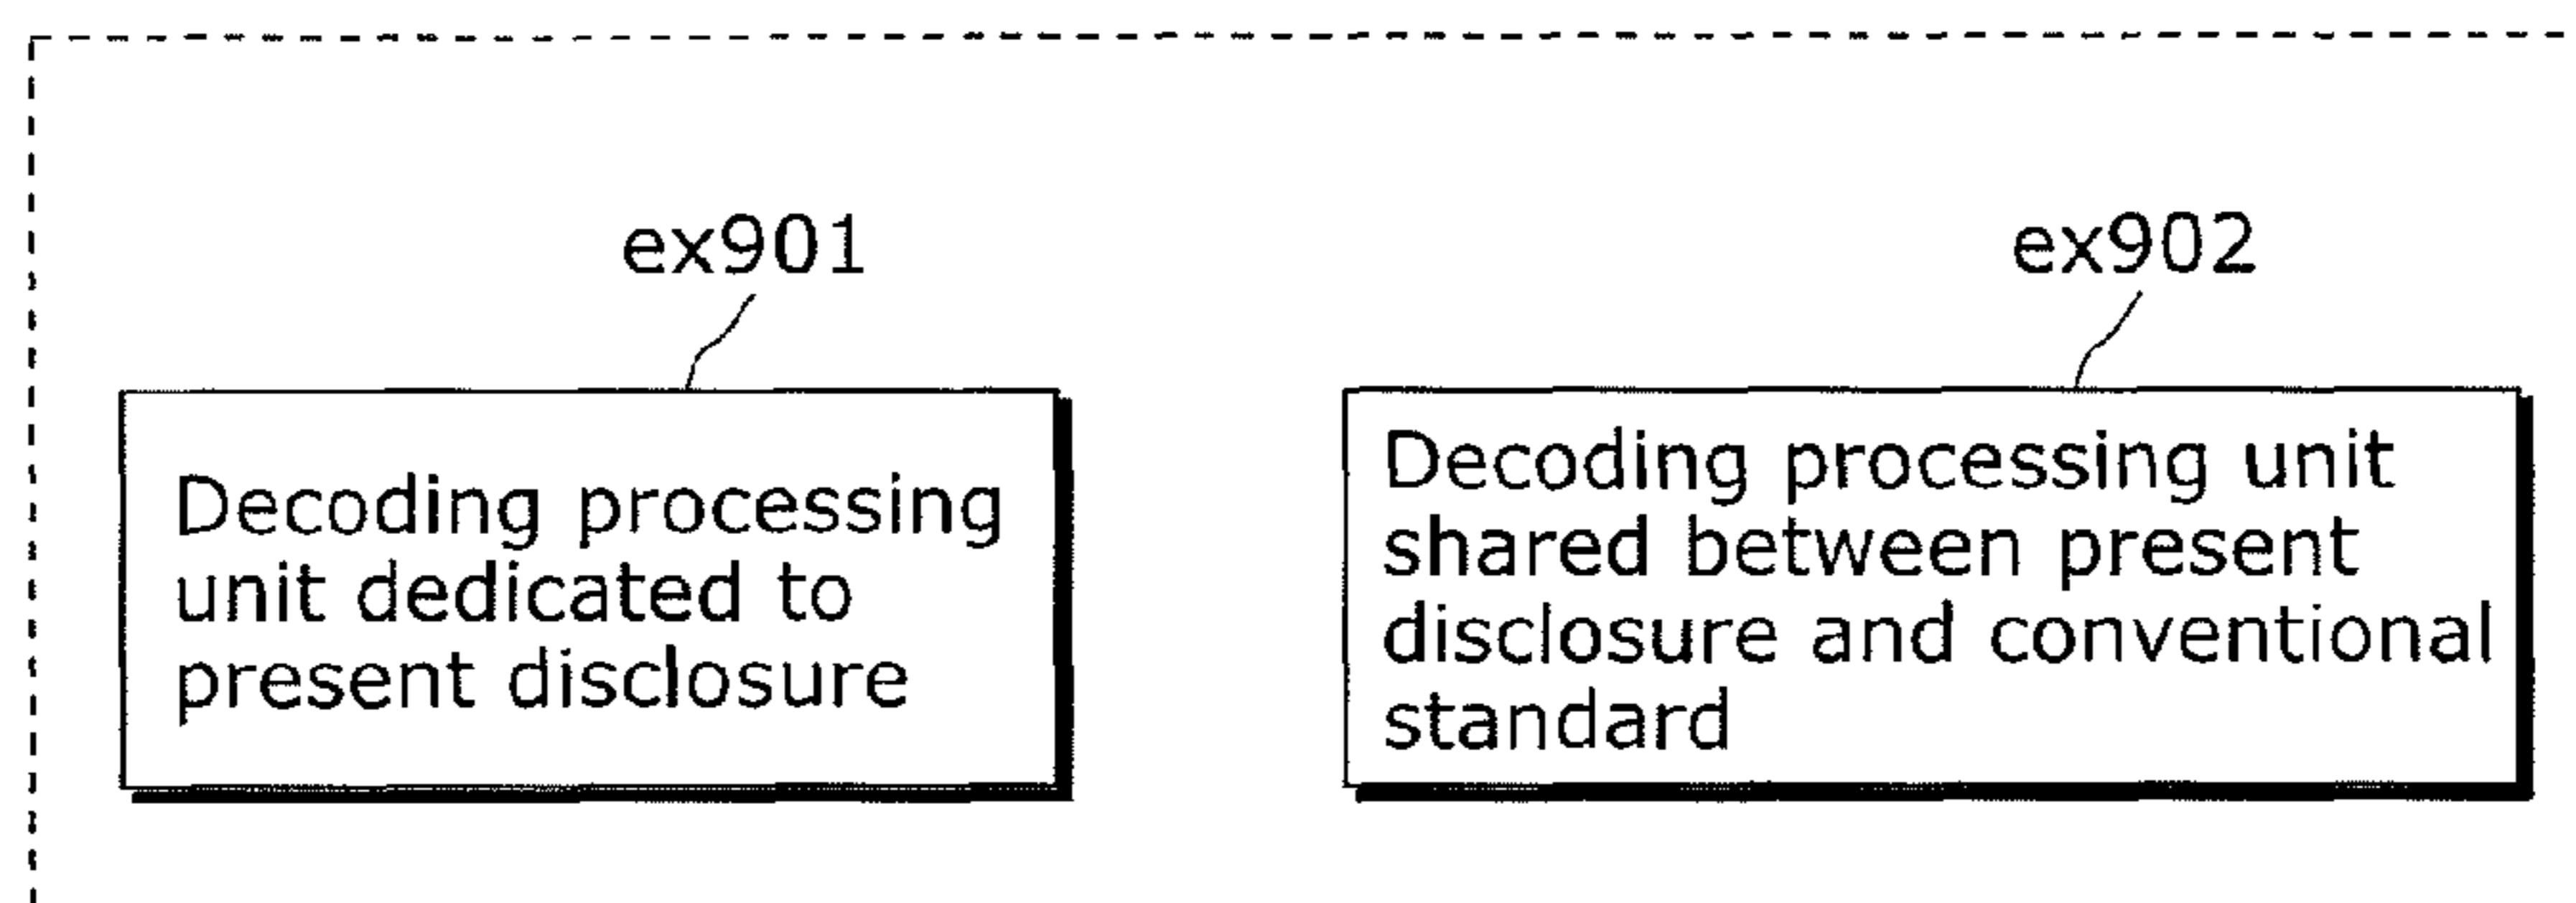 ex901
ex902
Decoding processing
unit dedicated to
present disclosure
Decoding processing unit
shared between present
disclosure and conventional
standard